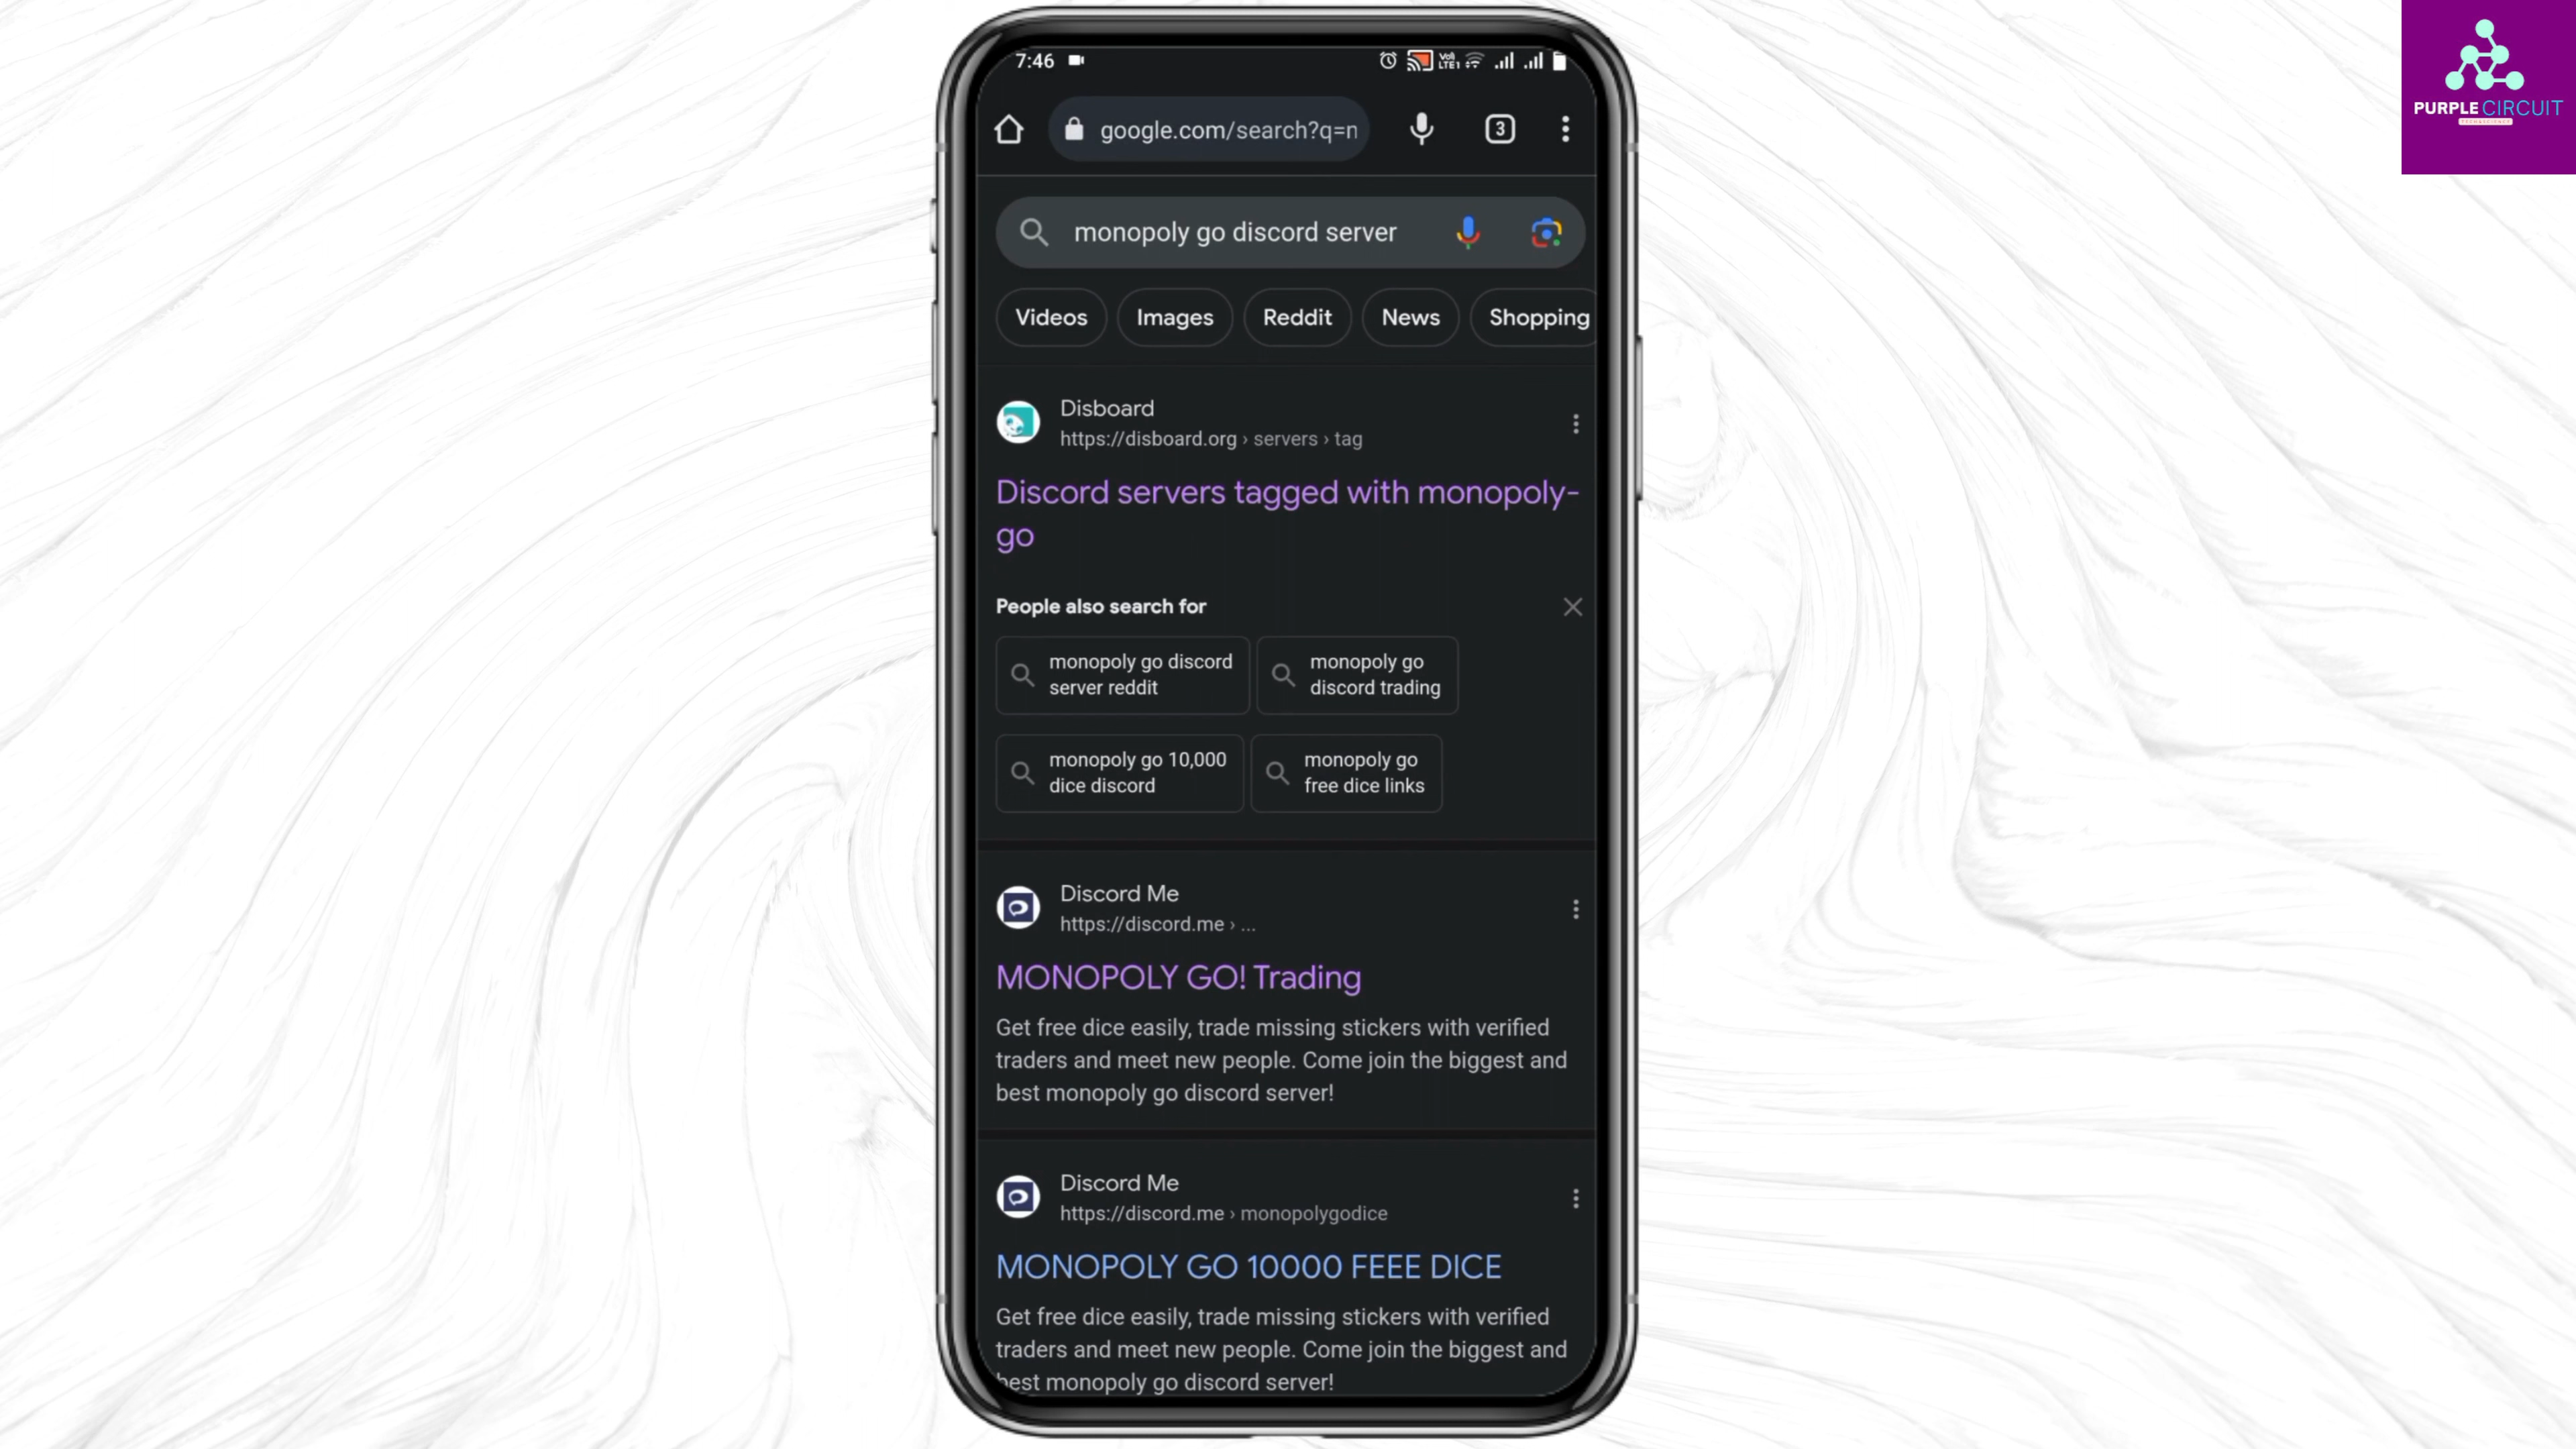 7:46
VoI LTE1
google.com/search?q=n
3
PURPLE CIRCUIT
monopoly go discord server
Videos
Images
Reddit
News
Shopping
Disboard
https://disboard.org › servers › tag
Discord servers tagged with monopoly-
go
People also search for
monopoly go discord
server reddit
monopoly go
discord trading
monopoly go 10,000
dice discord
monopoly go
free dice links
Discord Me
https://discord.me › ...
MONOPOLY GO! Trading
Get free dice easily, trade missing stickers with verified
traders and meet new people. Come join the biggest and
best monopoly go discord server!
Discord Me
https://discord.me › monopolygodice
MONOPOLY GO 10000 FEEE DICE
Get free dice easily, trade missing stickers with verified
traders and meet new people. Come join the biggest and
best monopoly go discord server!